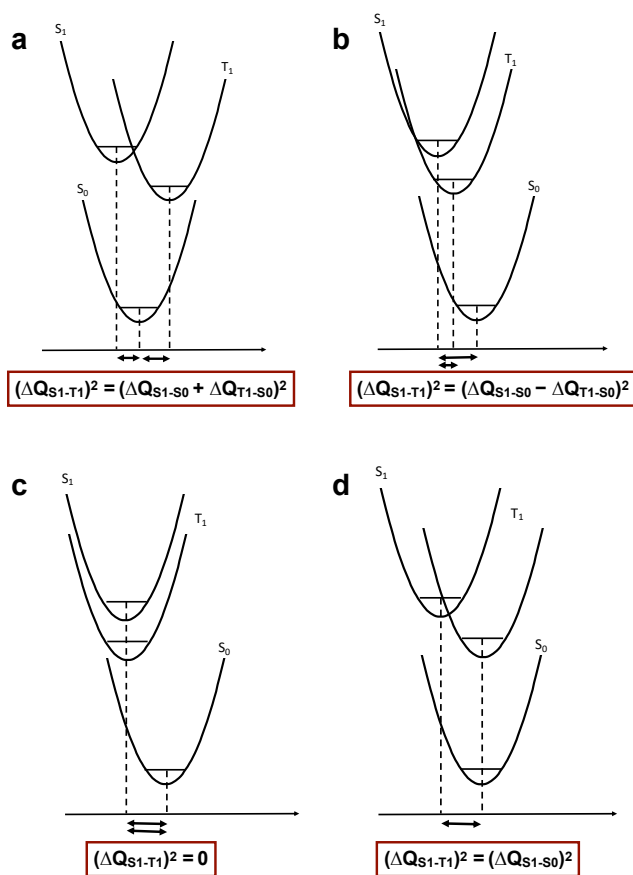 a
S₁
T₁
S₀
(ΔQS1-T1)² = (ΔQS1-S0 + ΔQT1-S0)²
b
S₁
T₁
S₀
(ΔQS1-T1)² = (ΔQS1-S0 − ΔQT1-S0)²
c
S₁
T₁
S₀
(ΔQS1-T1)² = 0
d
S₁
T₁
S₀
(ΔQS1-T1)² = (ΔQS1-S0)²